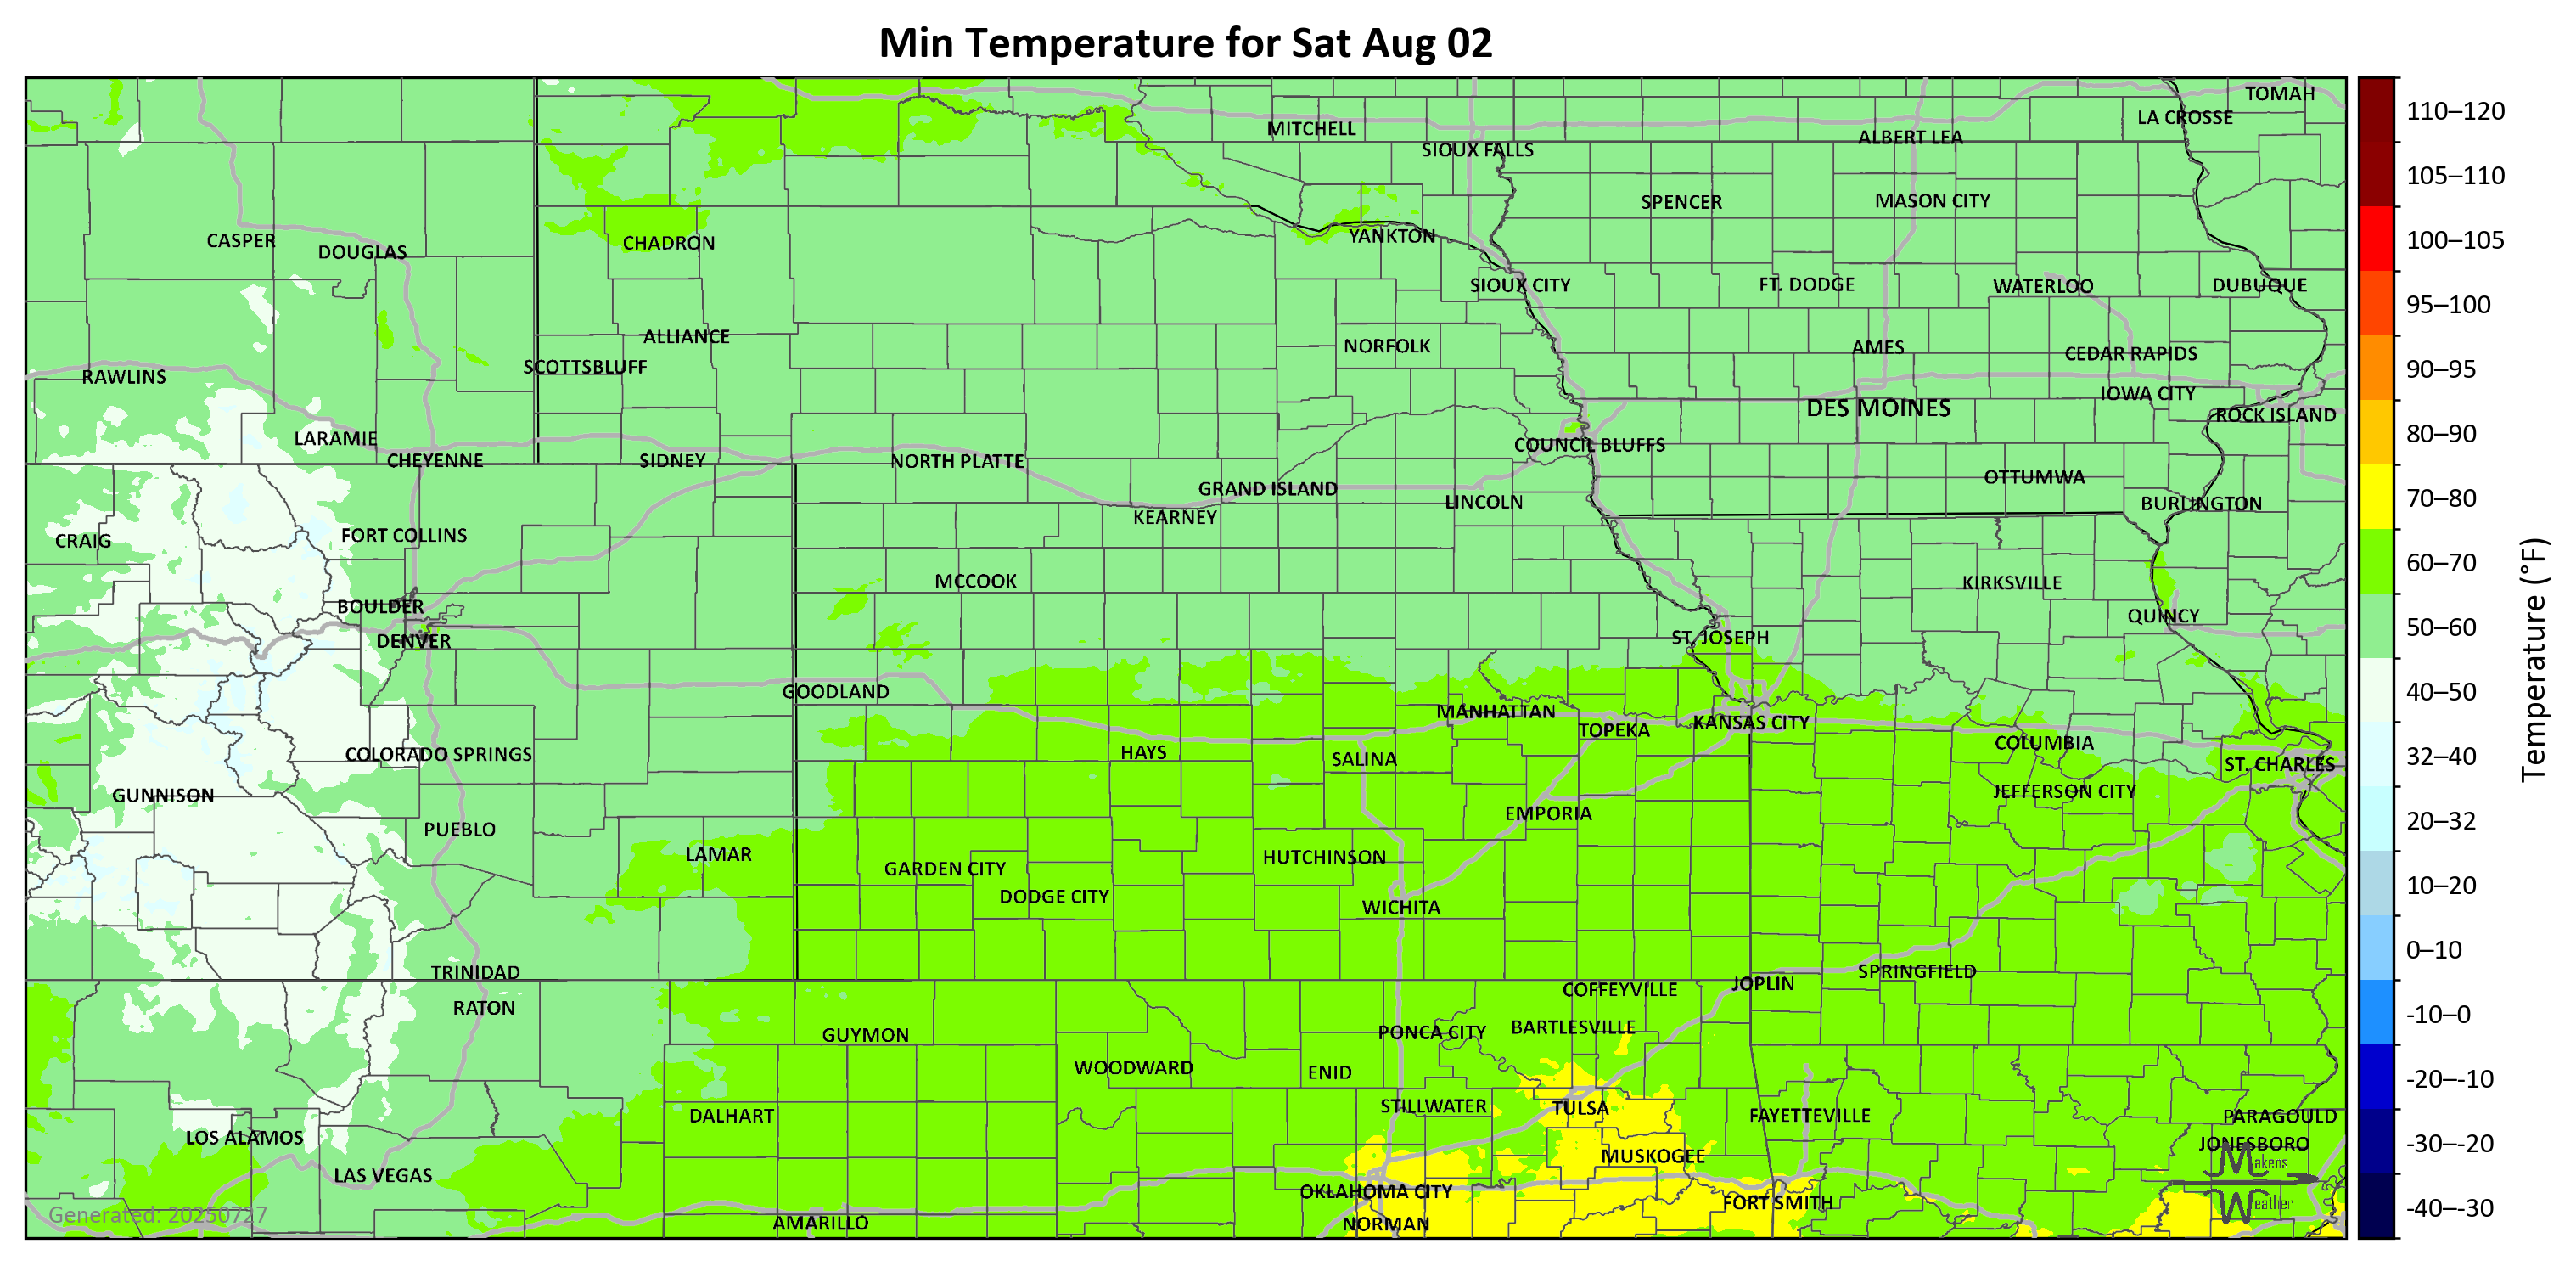 Min Temperature for Sat Aug 02
TOMAH
LA CROSSE
MITCHELL
ALBERT LEA
SIOUX FALLS
SPENCER
MASON CITY
CASPER
DOUGLAS
CHADRON
YANKTON
SIOUX CITY
FT. DODGE
WATERLOO
DUBUQUE
ALLIANCE
NORFOLK
AMES
CEDAR RAPIDS
SCOTTSBLUFF
RAWLINS
IOWA CITY
DES MOINES
ROCK ISLAND
LARAMIE
COUNCIL BLUFFS
CHEYENNE
SIDNEY
NORTH PLATTE
OTTUMWA
GRAND ISLAND
LINCOLN
BURLINGTON
KEARNEY
FORT COLLINS
CRAIG
MCCOOK
KIRKSVILLE
BOULDER
QUINCY
DENVER
ST. JOSEPH
GOODLAND
MANHATTAN
KANSAS CITY
TOPEKA
COLUMBIA
HAYS
COLORADO SPRINGS
SALINA
ST. CHARLES
GUNNISON
JEFFERSON CITY
EMPORIA
PUEBLO
LAMAR
HUTCHINSON
GARDEN CITY
DODGE CITY
WICHITA
TRINIDAD
SPRINGFIELD
JOPLIN
COFFEYVILLE
RATON
BARTLESVILLE
PONCA CITY
GUYMON
WOODWARD
ENID
STILLWATER
TULSA
DALHART
FAYETTEVILLE
PARAGOULD
LOS ALAMOS
JONESBORO
MUSKOGEE
LAS VEGAS
OKLAHOMA CITY
FORT SMITH
AMARILLO
NORMAN
Makens
Weather
Generated: 20250727
110–120
105–110
100–105
95–100
90–95
80–90
70–80
60–70
50–60
40–50
32–40
20–32
10–20
0–10
-10–0
-20–-10
-30–-20
-40–-30
Temperature (°F)